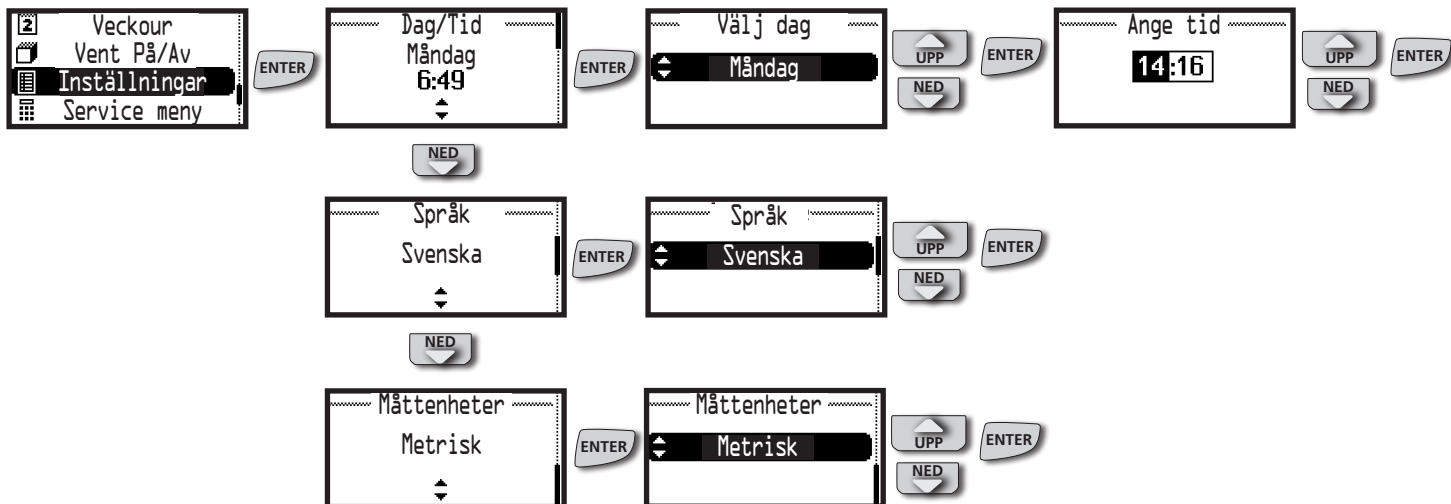 2 Veckour
Vent På/Av
Inställningar
Service meny
ENTER
Dag/Tid
Måndag
6:49
ENTER
Välj dag
Måndag
UPP
NED
ENTER
Ange tid
14:16
UPP
NED
ENTER
NED
Språk
Svenska
ENTER
Språk
Svenska
UPP
NED
ENTER
NED
Måttenheter
Metrisk
ENTER
Måttenheter
Metrisk
UPP
NED
ENTER